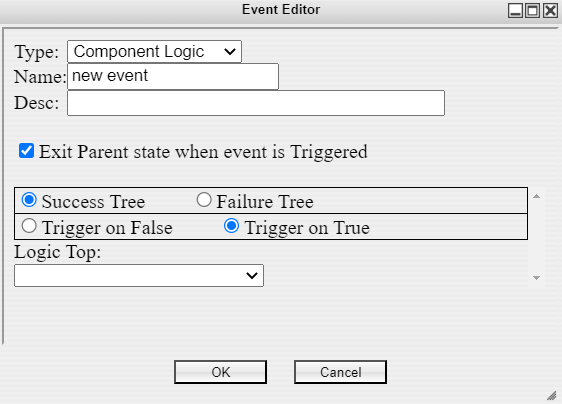 Event Editor
Type: Component Logic
Name: new event
Desc:
Exit Parent state when event is Triggered
Success Tree Failure Tree
Trigger on False Trigger on True
Logic Top:
OK Cancel